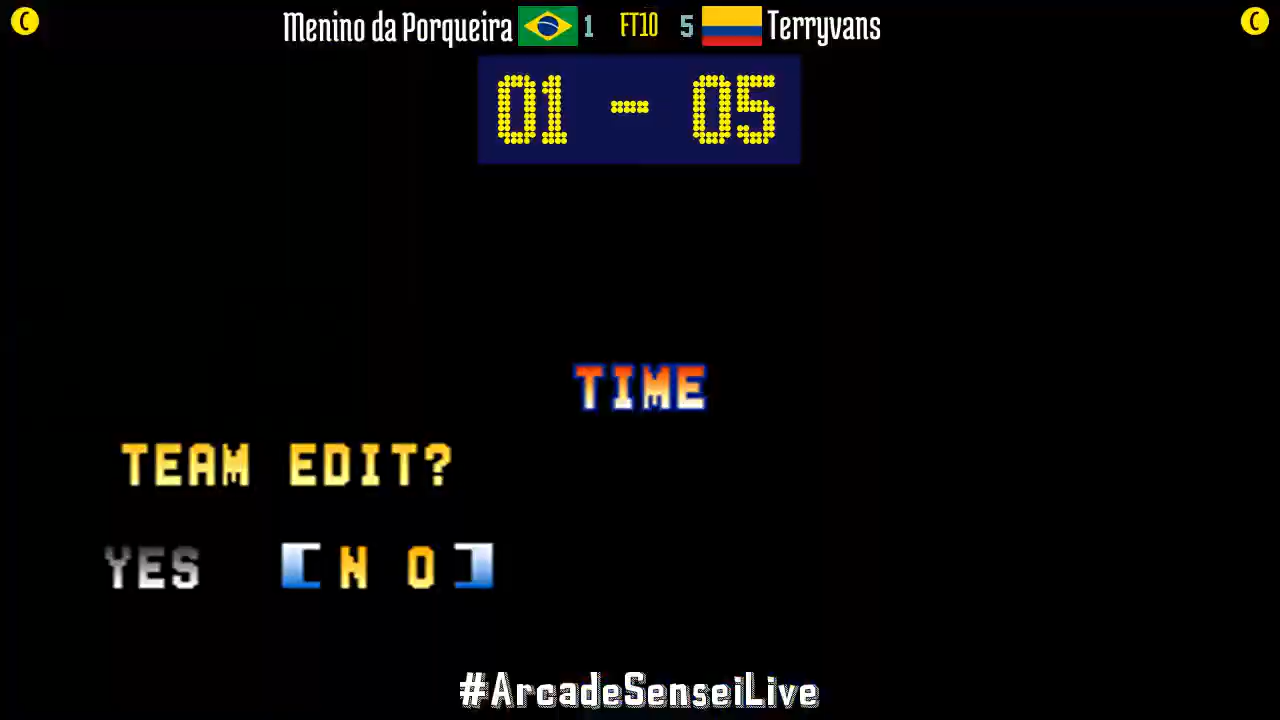 C Menino da Porqueira 1 FT10 5 Terryvans C
01 - 05
TIME
TEAM EDIT?
YES [NO]
#ArcadeSenseiLive